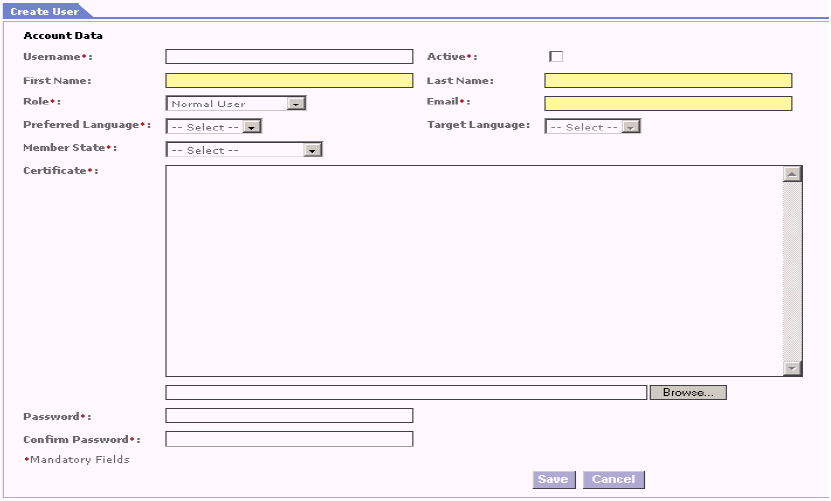 Create User
Account Data
Username*: Active*:
First Name: Last Name:
Role*: Normal User Email*:
Preferred Language*: -- Select -- Target Language: -- Select --
Member State*: -- Select --
Certificate*:
Browse...
Password*:
Confirm Password*:
*Mandatory Fields
Save Cancel